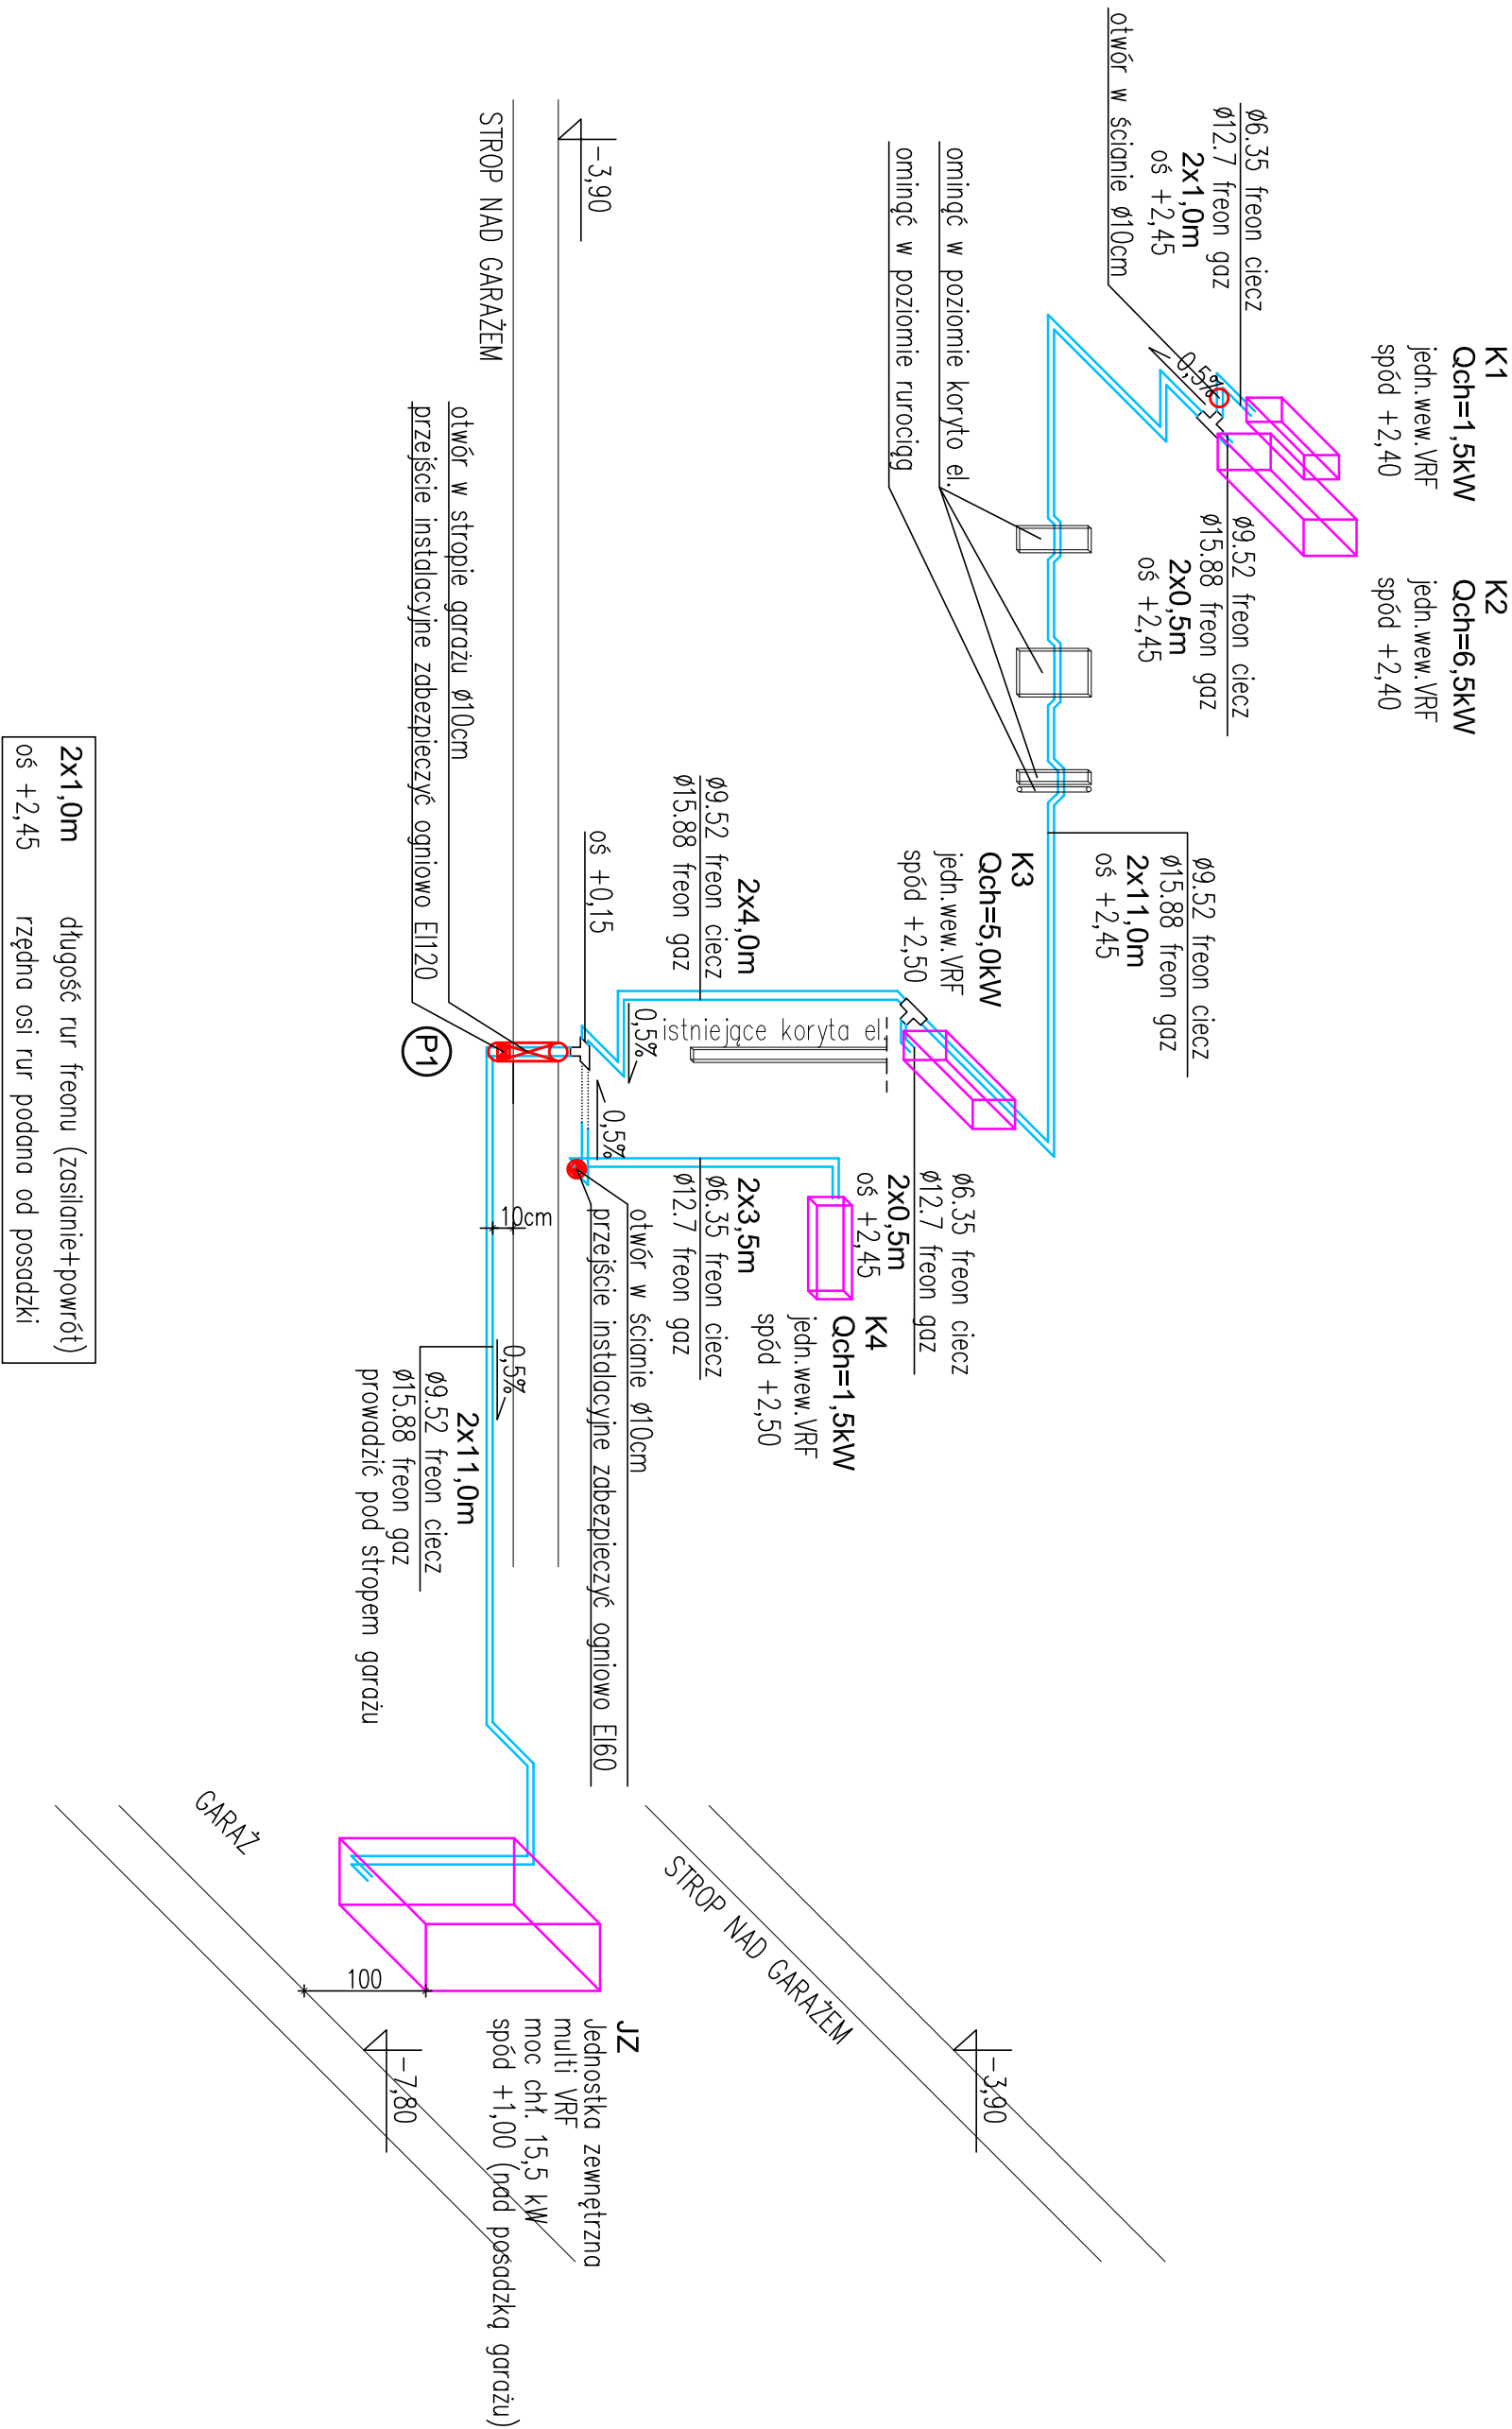 K1
Qch=1,5kW
jedn.wew.VRF
spód +2,40
K2
Qch=6,5kW
jedn.wew.VRF
spód +2,40
ø6.35 freon ciecz
ø12.7 freon gaz
2x1,0m
oś +2,45
otwór w ścianie ø10cm
0,5%
ø9.52 freon ciecz
ø15.88 freon gaz
2x0,5m
oś +2,45
ominąć w poziomie koryto el.
ominąć w poziomie rurociąg
ø9.52 freon ciecz
ø15.88 freon gaz
2x11,0m
oś +2,45
K3
Qch=5,0kW
jedn.wew.VRF
spód +2,50
ø6.35 freon ciecz
ø12.7 freon gaz
2x0,5m
oś +2,45
K4
Qch=1,5kW
jedn.wew.VRF
spód +2,50
istniejące koryta el.
2x4,0m
ø9.52 freon ciecz
ø15.88 freon gaz
2x3,5m
ø6.35 freon ciecz
ø12.7 freon gaz
0,5%
0,5%
oś +0,15
otwór w ścianie ø10cm
przejście instalacyjne zabezpieczyć ogniowo EI60
-3,90
STROP NAD GARAŻEM
otwór w stropie garażu ø10cm
przejście instalacyjne zabezpieczyć ogniowo EI120
P1
10cm
0,5%
2x11,0m
ø9.52 freon ciecz
ø15.88 freon gaz
prowadzić pod stropem garażu
STROP NAD GARAŻEM
-3,90
GARAŻ
100
-7,80
JZ
Jednostka zewnętrzna
multi VRF
moc chł. 15,5 kW
spód +1,00 (nad posadzką garażu)
2x1,0m długość rur freonu (zasilanie+powrót)
oś +2,45 rzędna osi rur podana od posadzki